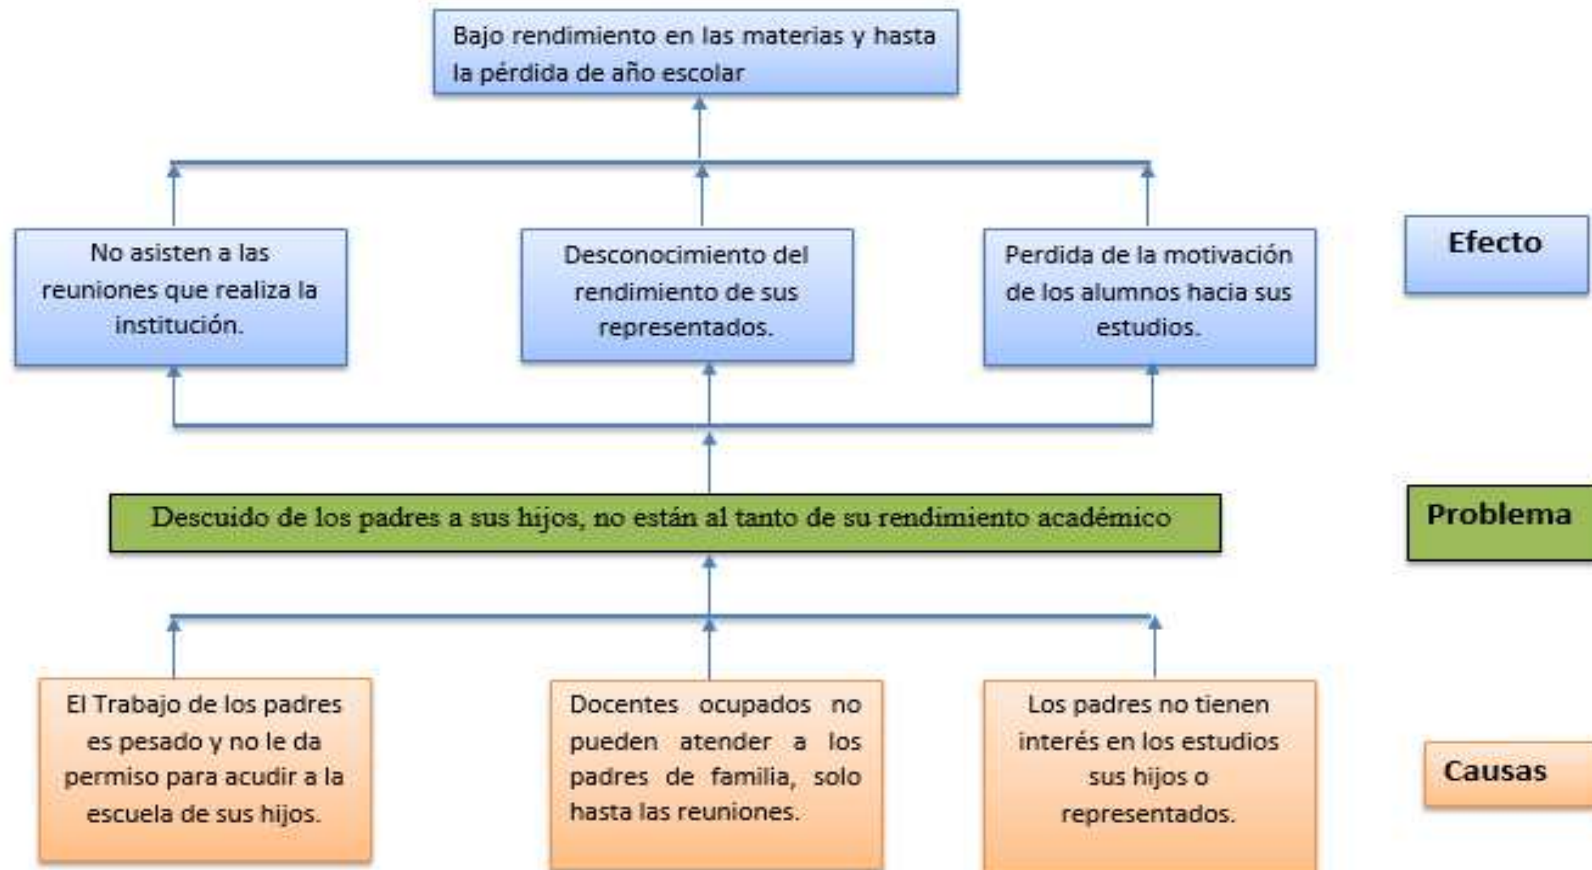 Bajo rendimiento en las materias y hasta
la pérdida de año escolar
No asisten a las
reuniones que realiza la
institución.
Desconocimiento del
rendimiento de sus
representados.
Perdida de la motivación
de los alumnos hacia sus
estudios.
Efecto
Descuido de los padres a sus hijos, no están al tanto de su rendimiento académico
Problema
El Trabajo de los padres
es pesado y no le da
permiso para acudir a la
escuela de sus hijos.
Docentes ocupados no
pueden atender a los
padres de familia, solo
hasta las reuniones.
Los padres no tienen
interés en los estudios
sus hijos o
representados.
Causas